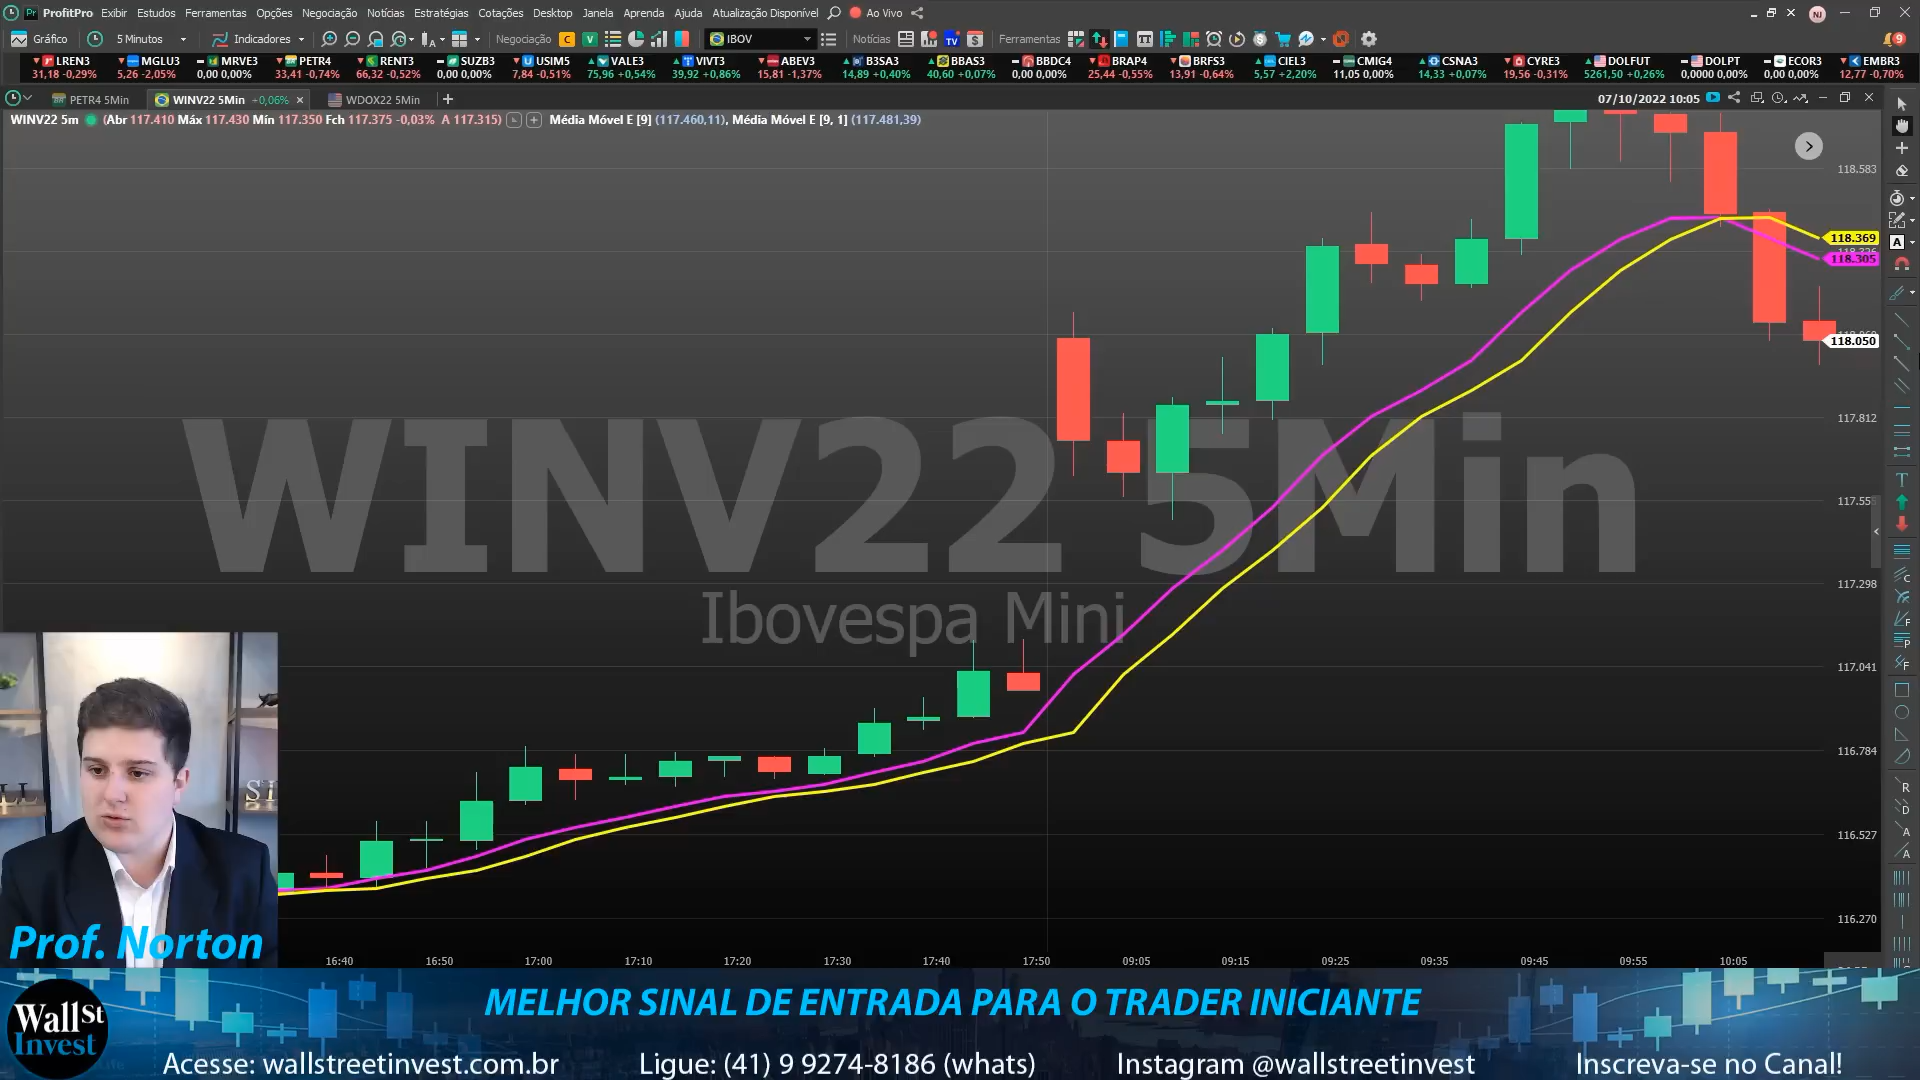 ProfitPro Exibir Estudos Ferramentas Opções Negociação Notícias Estratégias Cotações Desktop Janela Aprenda Ajuda Atualização Disponível Ao Vivo NJ
Gráfico 5 Minutos Indicadores Negociação C V IBOV Notícias Ferramentas 9
LREN3 MGLU3 MRVE3 PETR4 RENT3 SUZB3 USIM5 VALE3 VIVT3 ABEV3 B3SA3 BBAS3 BBDC4 BRAP4 BRFS3 CIEL3 CMIG4 CSNA3 CYRE3 DOLFUT DOLPT ECOR3 EMBR3
31,18 -0,29% 5,26 -2,05% 0,00 0,00% 33,41 -0,74% 66,32 -0,52% 0,00 0,00% 7,84 -0,51% 75,96 +0,54% 39,92 +0,86% 15,81 -1,37% 14,89 +0,40% 40,60 +0,07% 0,00 0,00% 25,44 -0,55% 13,91 -0,64% 5,57 +2,20% 11,05 0,00% 14,33 +0,07% 19,56 -0,31% 5261,50 +0,26% 0,0000 0,00% 0,00 0,00% 12,77 -0,70%
PETR4 5Min WINV22 5Min +0,06% WDOX22 5Min 07/10/2022 10:05
WINV22 5m (Abr 117.410 Máx 117.430 Mín 117.350 Fch 117.375 -0,03% A 117.315) Média Móvel E [9] (117.460,11), Média Móvel E [9, 1] (117.481,39)
118.583
118.369
118.305
118.050
117.812
WINV22 5Min
117.298
Ibovespa Mini
117.041
116.784
116.527
116.270
16:40 16:50 17:00 17:10 17:20 17:30 17:40 17:50 09:05 09:15 09:25 09:35 09:45 09:55 10:05
Prof. Norton
MELHOR SINAL DE ENTRADA PARA O TRADER INICIANTE
Wall St
Invest
Acesse: wallstreetinvest.com.br Ligue: (41) 9 9274-8186 (whats) Instagram @wallstreetinvest Inscreva-se no Canal!